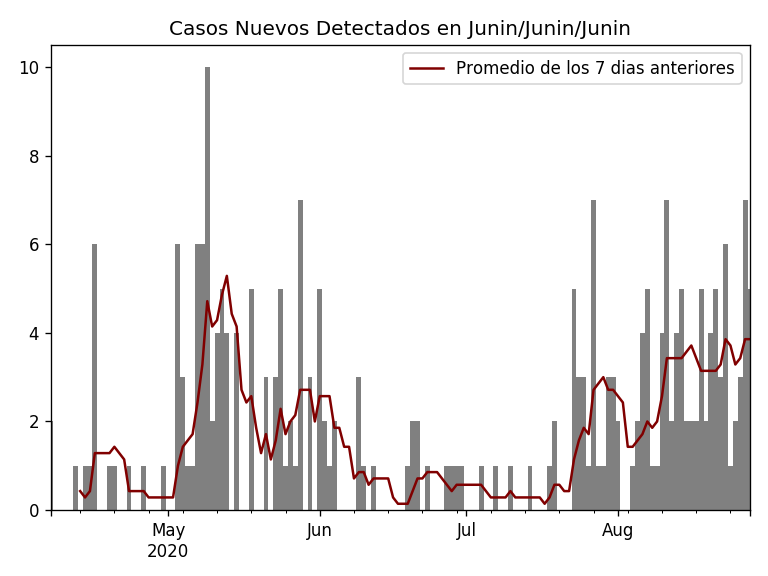 Casos Nuevos Detectados en Junin/Junin/Junin
Promedio de los 7 dias anteriores
10
8
6
4
2
0
May
2020
Jun
Jul
Aug